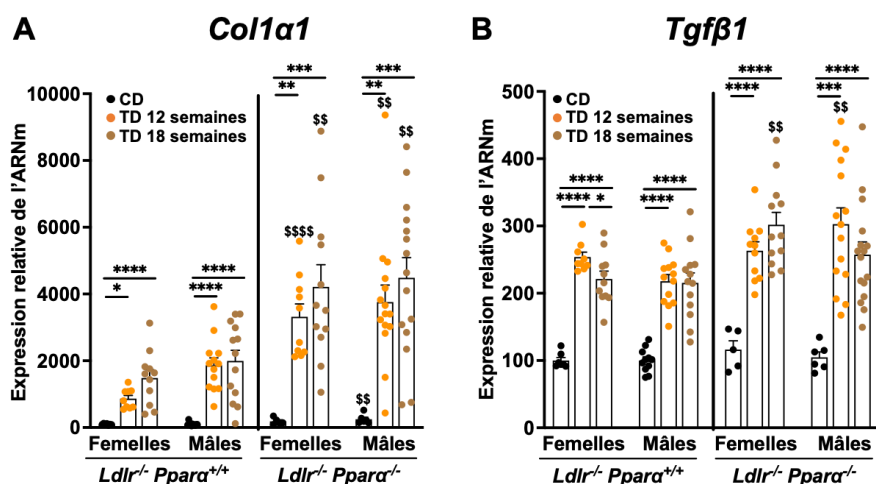 A
Col1α1
Expression relative de l'ARNm
10000
8000
6000
4000
2000
0
CD
TD 12 semaines
TD 18 semaines
*
****
****
****
**
***
$$$$
$$
**
***
$$
$$
$$
Femelles Mâles Femelles Mâles
Ldlr-/- Pparα+/+ Ldlr-/- Pparα-/-
B
Tgfβ1
Expression relative de l'ARNm
500
400
300
200
100
0
CD
TD 12 semaines
TD 18 semaines
****
**** *
****
****
****
****
$$
****
***
$$
Femelles Mâles Femelles Mâles
Ldlr-/- Pparα+/+ Ldlr-/- Pparα-/-